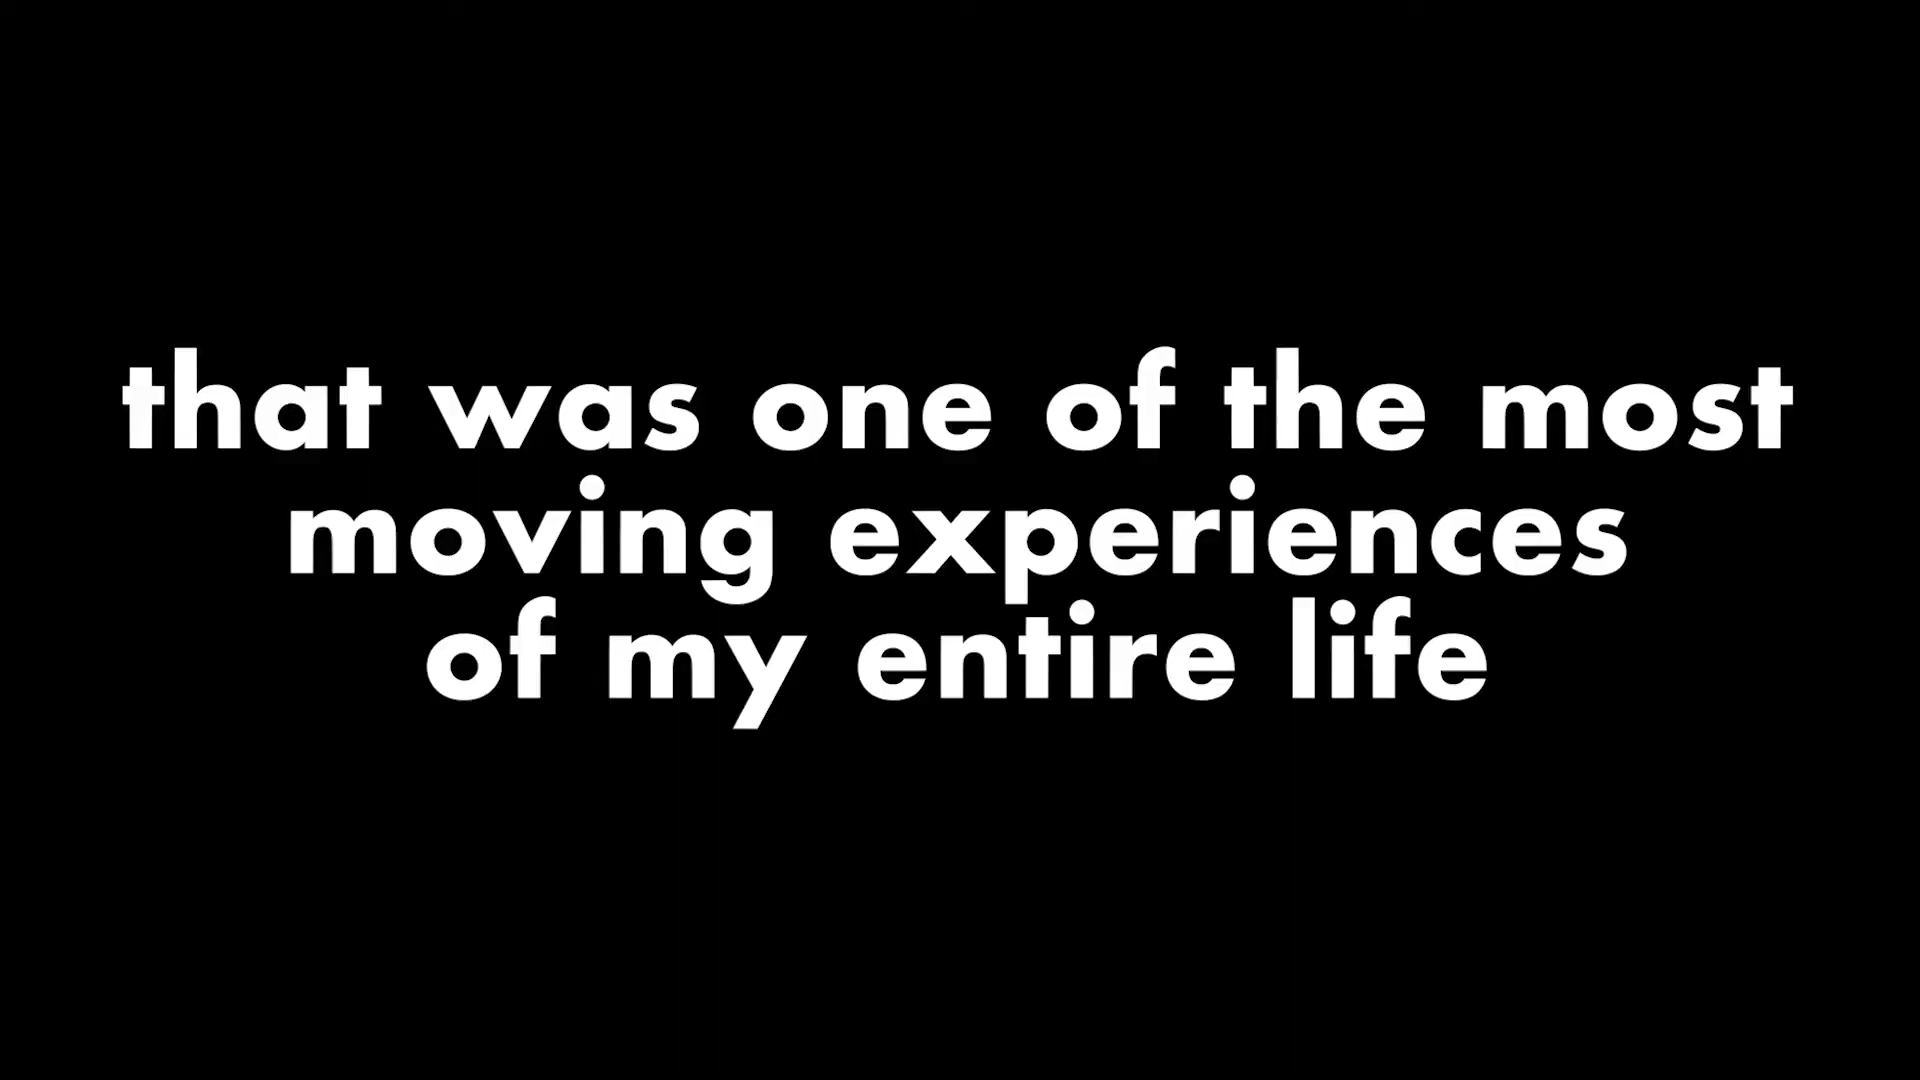 that was one of the most
moving experiences
of my entire life